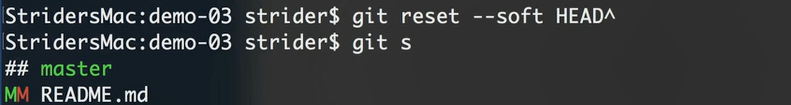 StridersMac:demo-03 strider$ git reset --soft HEAD^
StridersMac:demo-03 strider$ git s
## master
MM README.md